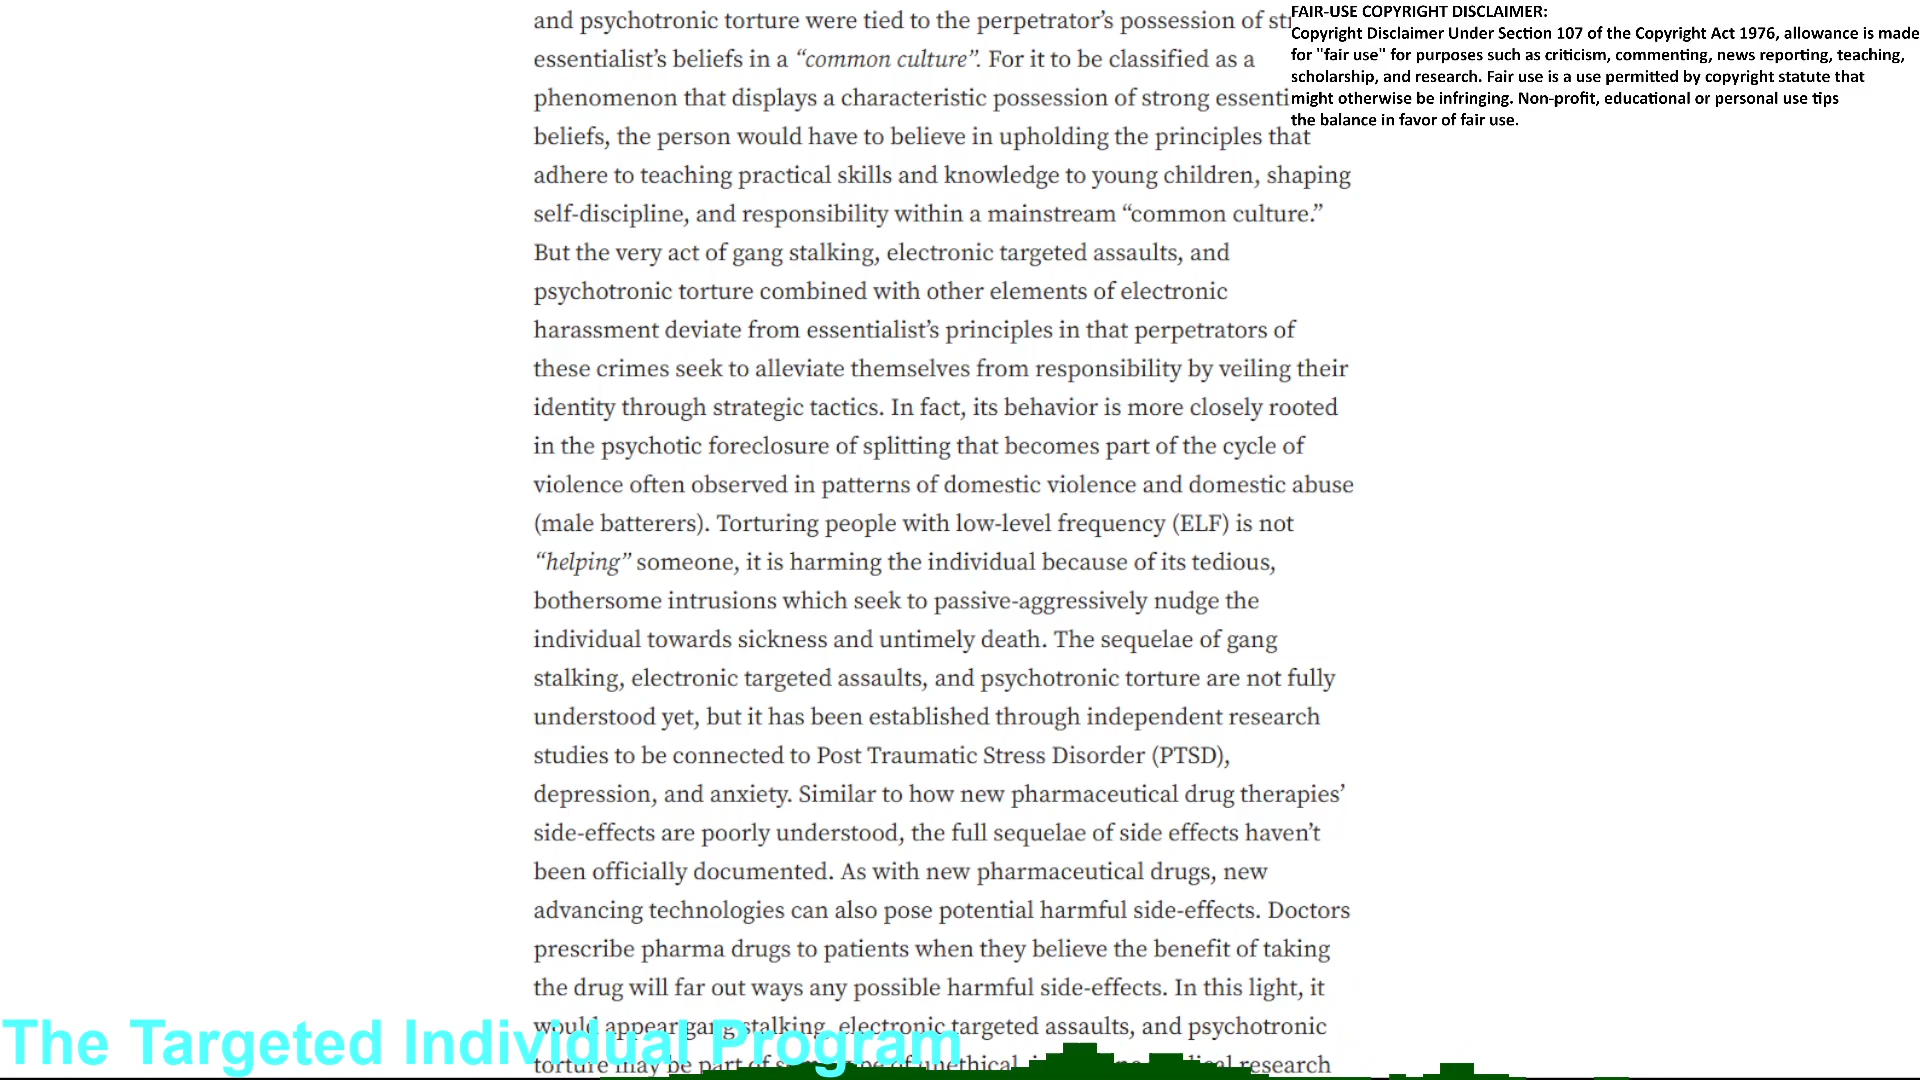 and psychotronic torture were tied to the perpetrator's possession of
essentialist's beliefs in a “common culture”. For it to be classified as a
phenomenon that displays a characteristic possession of strong
beliefs, the person would have to believe in upholding the principles that
adhere to teaching practical skills and knowledge to young children, shaping
self-discipline, and responsibility within a mainstream “common culture.”
But the very act of gang stalking, electronic targeted assaults, and
psychotronic torture combined with other elements of electronic
harassment deviate from essentialist’s principles in that perpetrators of
these crimes seek to alleviate themselves from responsibility by veiling their
identity through strategic tactics. In fact, its behavior is more closely rooted
in the psychotic foreclosure of splitting that becomes part of the cycle of
violence often observed in patterns of domestic violence and domestic abuse
(male batterers). Torturing people with low-level frequency (ELF) is not
“helping” someone, it is harming the individual because of its tedious,
bothersome intrusions which seek to passive-aggressively nudge the
individual towards sickness and untimely death. The sequelae of gang
stalking, electronic targeted assaults, and psychotronic torture are not fully
understood yet, but it has been established through independent research
studies to be connected to Post Traumatic Stress Disorder (PTSD),
depression, and anxiety. Similar to how new pharmaceutical drug therapies’
side-effects are poorly understood, the full sequelae of side effects haven’t
been officially documented. As with new pharmaceutical drugs, new
advancing technologies can also pose potential harmful side-effects. Doctors
prescribe pharma drugs to patients when they believe the benefit of taking
the drug will far out ways any possible harmful side-effects. In this light, it
would appear gang stalking, electronic targeted assaults, and psychotronic
torture may be part of unethical research
FAIR-USE COPYRIGHT DISCLAIMER:
Copyright Disclaimer Under Section 107 of the Copyright Act 1976, allowance is made
for "fair use" for purposes such as criticism, commenting, news reporting, teaching,
scholarship, and research. Fair use is a use permitted by copyright statute that
might otherwise be infringing. Non-profit, educational or personal use tips
the balance in favor of fair use.
The Targeted Individual Program